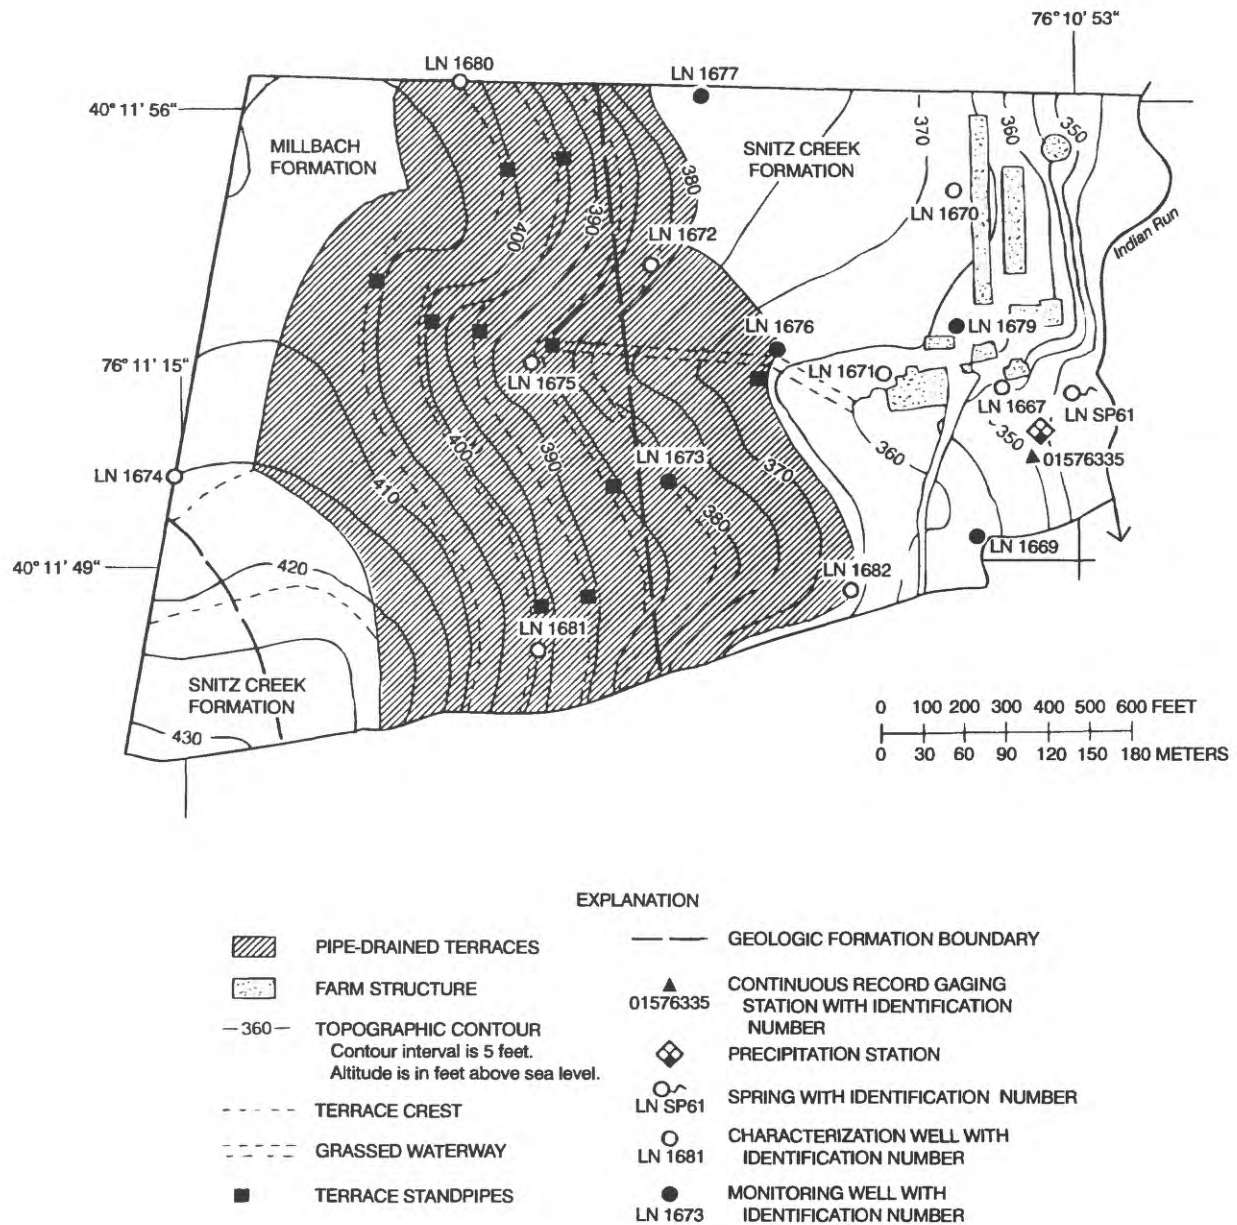 76° 10' 53"
LN 1680
LN 1677
40° 11' 56"
MILLBACH
FORMATION
SNITZ CREEK
FORMATION
370
360
350
380
LN 1670
390
400
LN 1672
Indian Run
LN 1676
LN 1679
76° 11' 15"
LN 1675
LN 1671
LN 1667
LN SP61
350
01576335
LN 1674
400
390
LN 1673
370
360
410
380
LN 1669
40° 11' 49"
420
LN 1682
LN 1681
SNITZ CREEK
FORMATION
430
0 100 200 300 400 500 600 FEET
0 30 60 90 120 150 180 METERS
EXPLANATION
PIPE-DRAINED TERRACES
FARM STRUCTURE
360 TOPOGRAPHIC CONTOUR
Contour interval is 5 feet.
Altitude is in feet above sea level.
TERRACE CREST
GRASSED WATERWAY
TERRACE STANDPIPES
GEOLOGIC FORMATION BOUNDARY
CONTINUOUS RECORD GAGING
01576335 STATION WITH IDENTIFICATION
NUMBER
PRECIPITATION STATION
SPRING WITH IDENTIFICATION NUMBER
LN SP61
CHARACTERIZATION WELL WITH
LN 1681 IDENTIFICATION NUMBER
MONITORING WELL WITH
LN 1673 IDENTIFICATION NUMBER